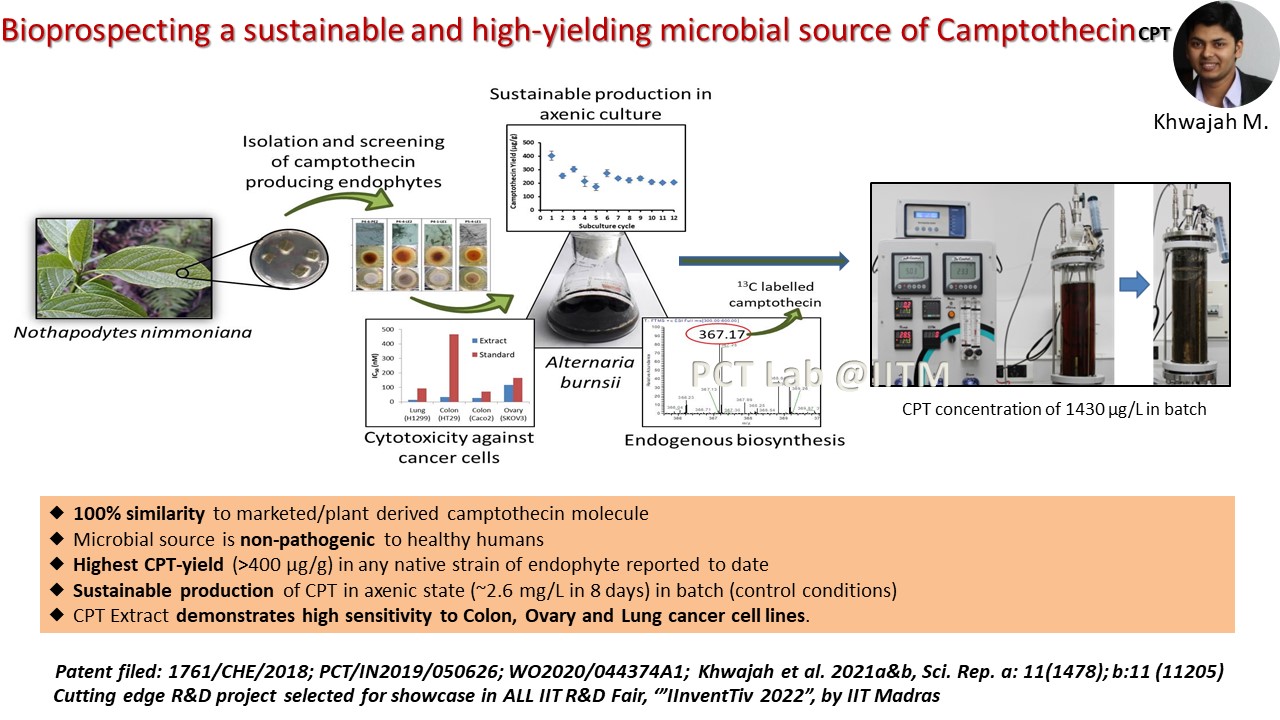 Bioprospecting a sustainable and high-yielding microbial source of Camptothecin CPT
Khwajah M.
Sustainable production in
axenic culture
Isolation and screening
of camptothecin
producing endophytes
Camptothecin Yield (µg/g)
500
400
300
200
100
0
0 1 2 3 4 5 6 7 8 9 10 11 12
Subculture cycle
Nothapodytes nimmoniana
13C labelled
camptothecin
367.17
IC50 (nM)
500
400
300
200
100
0
Extract
Standard
Lung (H1299)
Colon (HT29)
Colon (Caco2)
Ovary (SKOV3)
Cytotoxicity against
cancer cells
Alternaria
burnsii
PCT Lab @IITM
Endogenous biosynthesis
CPT concentration of 1430 µg/L in batch
◆ 100% similarity to marketed/plant derived camptothecin molecule
◆ Microbial source is non-pathogenic to healthy humans
◆ Highest CPT-yield (>400 µg/g) in any native strain of endophyte reported to date
◆ Sustainable production of CPT in axenic state (~2.6 mg/L in 8 days) in batch (control conditions)
◆ CPT Extract demonstrates high sensitivity to Colon, Ovary and Lung cancer cell lines.
Patent filed: 1761/CHE/2018; PCT/IN2019/050626; WO2020/044374A1; Khwajah et al. 2021a&b, Sci. Rep. a: 11(1478); b:11 (11205)
Cutting edge R&D project selected for showcase in ALL IIT R&D Fair, “”IInvenTiv 2022”, by IIT Madras